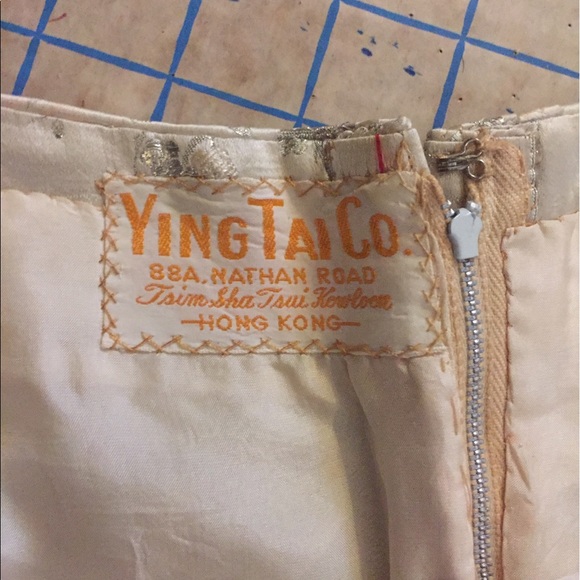 YING TAI CO.
88A, NATHAN ROAD
Tsim Sha Tsui, Kowloon
—HONG KONG—